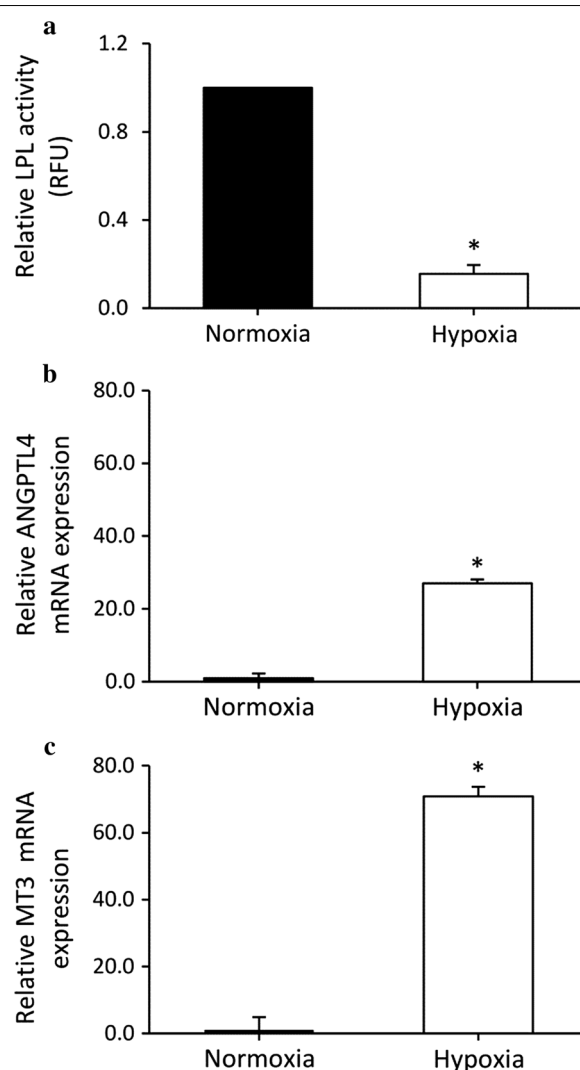 a
Relative LPL activity
(RFU)
1.2
0.8
0.4
0.0
*
Normoxia Hypoxia
b
Relative ANGPTL4
mRNA expression
80.0
60.0
40.0
20.0
0.0
*
Normoxia Hypoxia
c
Relative MT3 mRNA
expression
80.0
60.0
40.0
20.0
0.0
*
Normoxia Hypoxia